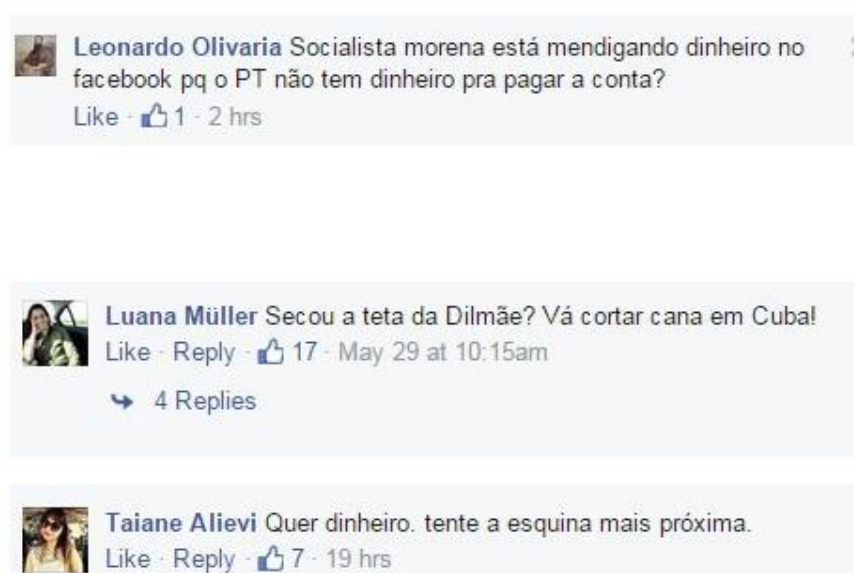 Leonardo Olivaria Socialista morena está mendigando dinheiro no
facebook pq o PT não tem dinheiro pra pagar a conta?
Like · 1 · 2 hrs
Luana Müller Secou a teta da Dilmãe? Vá cortar cana em Cuba!
Like · Reply · 17 · May 29 at 10:15am
4 Replies
Taiane Alievi Quer dinheiro. tente a esquina mais próxima.
Like · Reply · 7 · 19 hrs